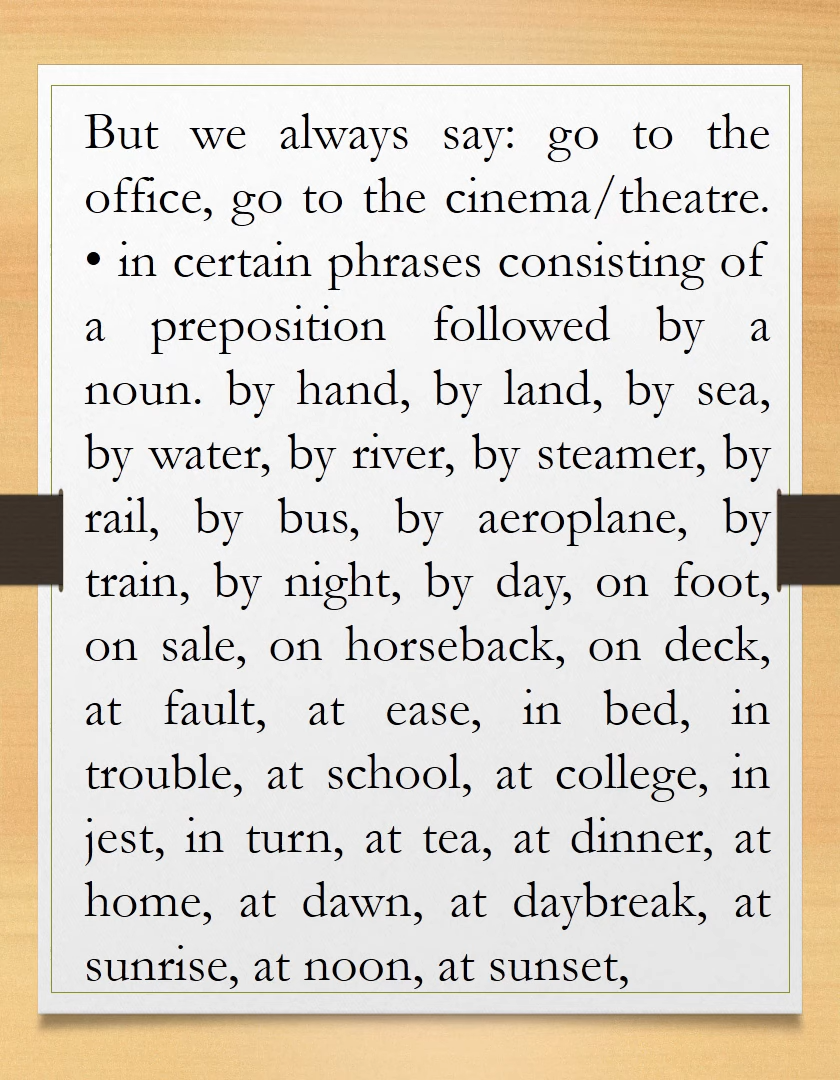 But we always say: go to the
office, go to the cinema/theatre.
• in certain phrases consisting of
a preposition followed by a
noun. by hand, by land, by sea,
by water, by river, by steamer, by
rail, by bus, by aeroplane, by
train, by night, by day, on foot,
on sale, on horseback, on deck,
at fault, at ease, in bed, in
trouble, at school, at college, in
jest, in turn, at tea, at dinner, at
home, at dawn, at daybreak, at
sunrise, at noon, at sunset,